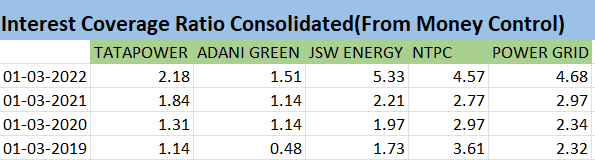 Interest Coverage Ratio Consolidated(From Money Control)
TATAPOWER ADANI GREEN JSW ENERGY NTPC POWER GRID
01-03-2022 2.18 1.51 5.33 4.57 4.68
01-03-2021 1.84 1.14 2.21 2.77 2.97
01-03-2020 1.31 1.14 1.97 2.97 2.34
01-03-2019 1.14 0.48 1.73 3.61 2.32